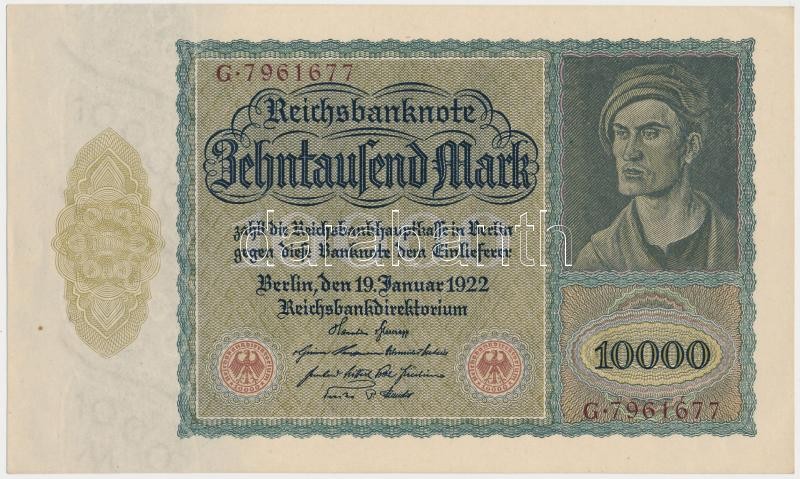 G·7961677
Reichsbanknote
Zehntausend Mark
zahlt die Reichsbankhauptkasse in Berlin
gegen diese Banknote dem Einlieferer
Berlin, den 19. Januar 1922
Reichsbankdirektorium
10000
G·7961677
darabanth